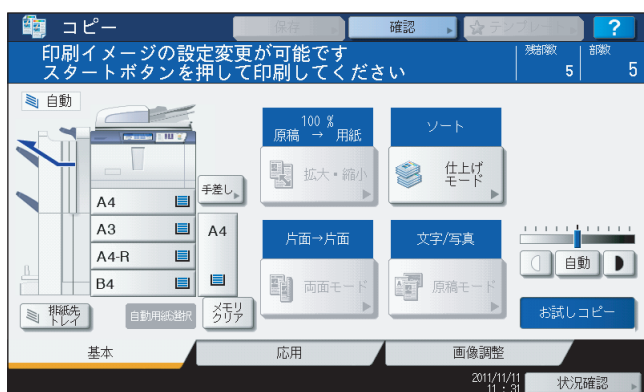 コピー
保存
確認
テンプレート
?
印刷イメージの設定変更が可能です
スタートボタンを押して印刷してください
残部数
5
部数
5
自動
100 %
原稿 → 用紙
拡大・縮小
ソート
仕上げ
モード
手差し
A4
A3
A4-R
B4
A4
片面→片面
両面モード
文字/写真
原稿モード
自動
排紙先
トレイ
自動用紙選択
メモリ
クリア
お試しコピー
基本
応用
画像調整
2011/11/11
11 : 31
状況確認